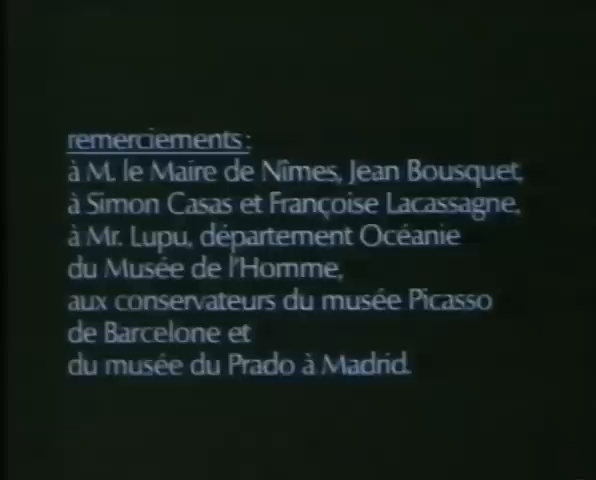 remerciements:
à M. le Maire de Nîmes, Jean Bousquet,
à Simon Casas et Françoise Lacassagne,
à Mr. Lupu, département Océanie
du Musée de l'Homme,
aux conservateurs du musée Picasso
de Barcelone et
du musée du Prado à Madrid.